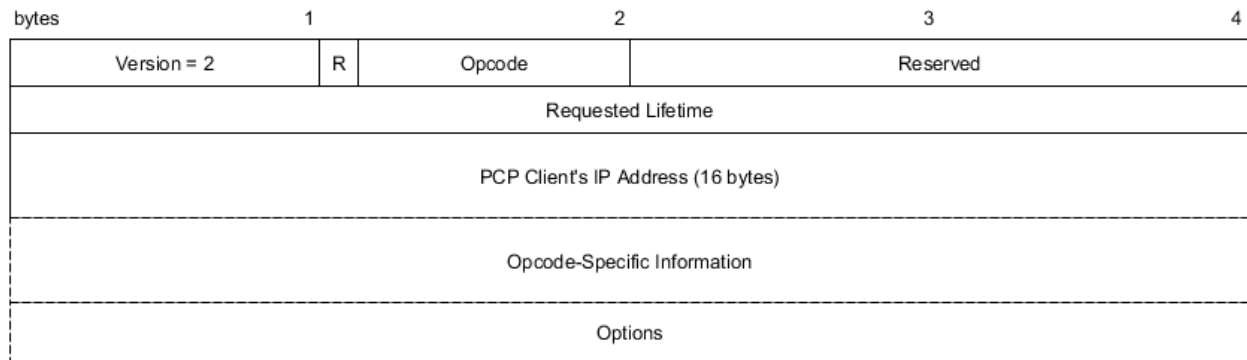 bytes 1 2 3 4
Version = 2 R Opcode Reserved
Requested Lifetime
PCP Client's IP Address (16 bytes)
Opcode-Specific Information
Options